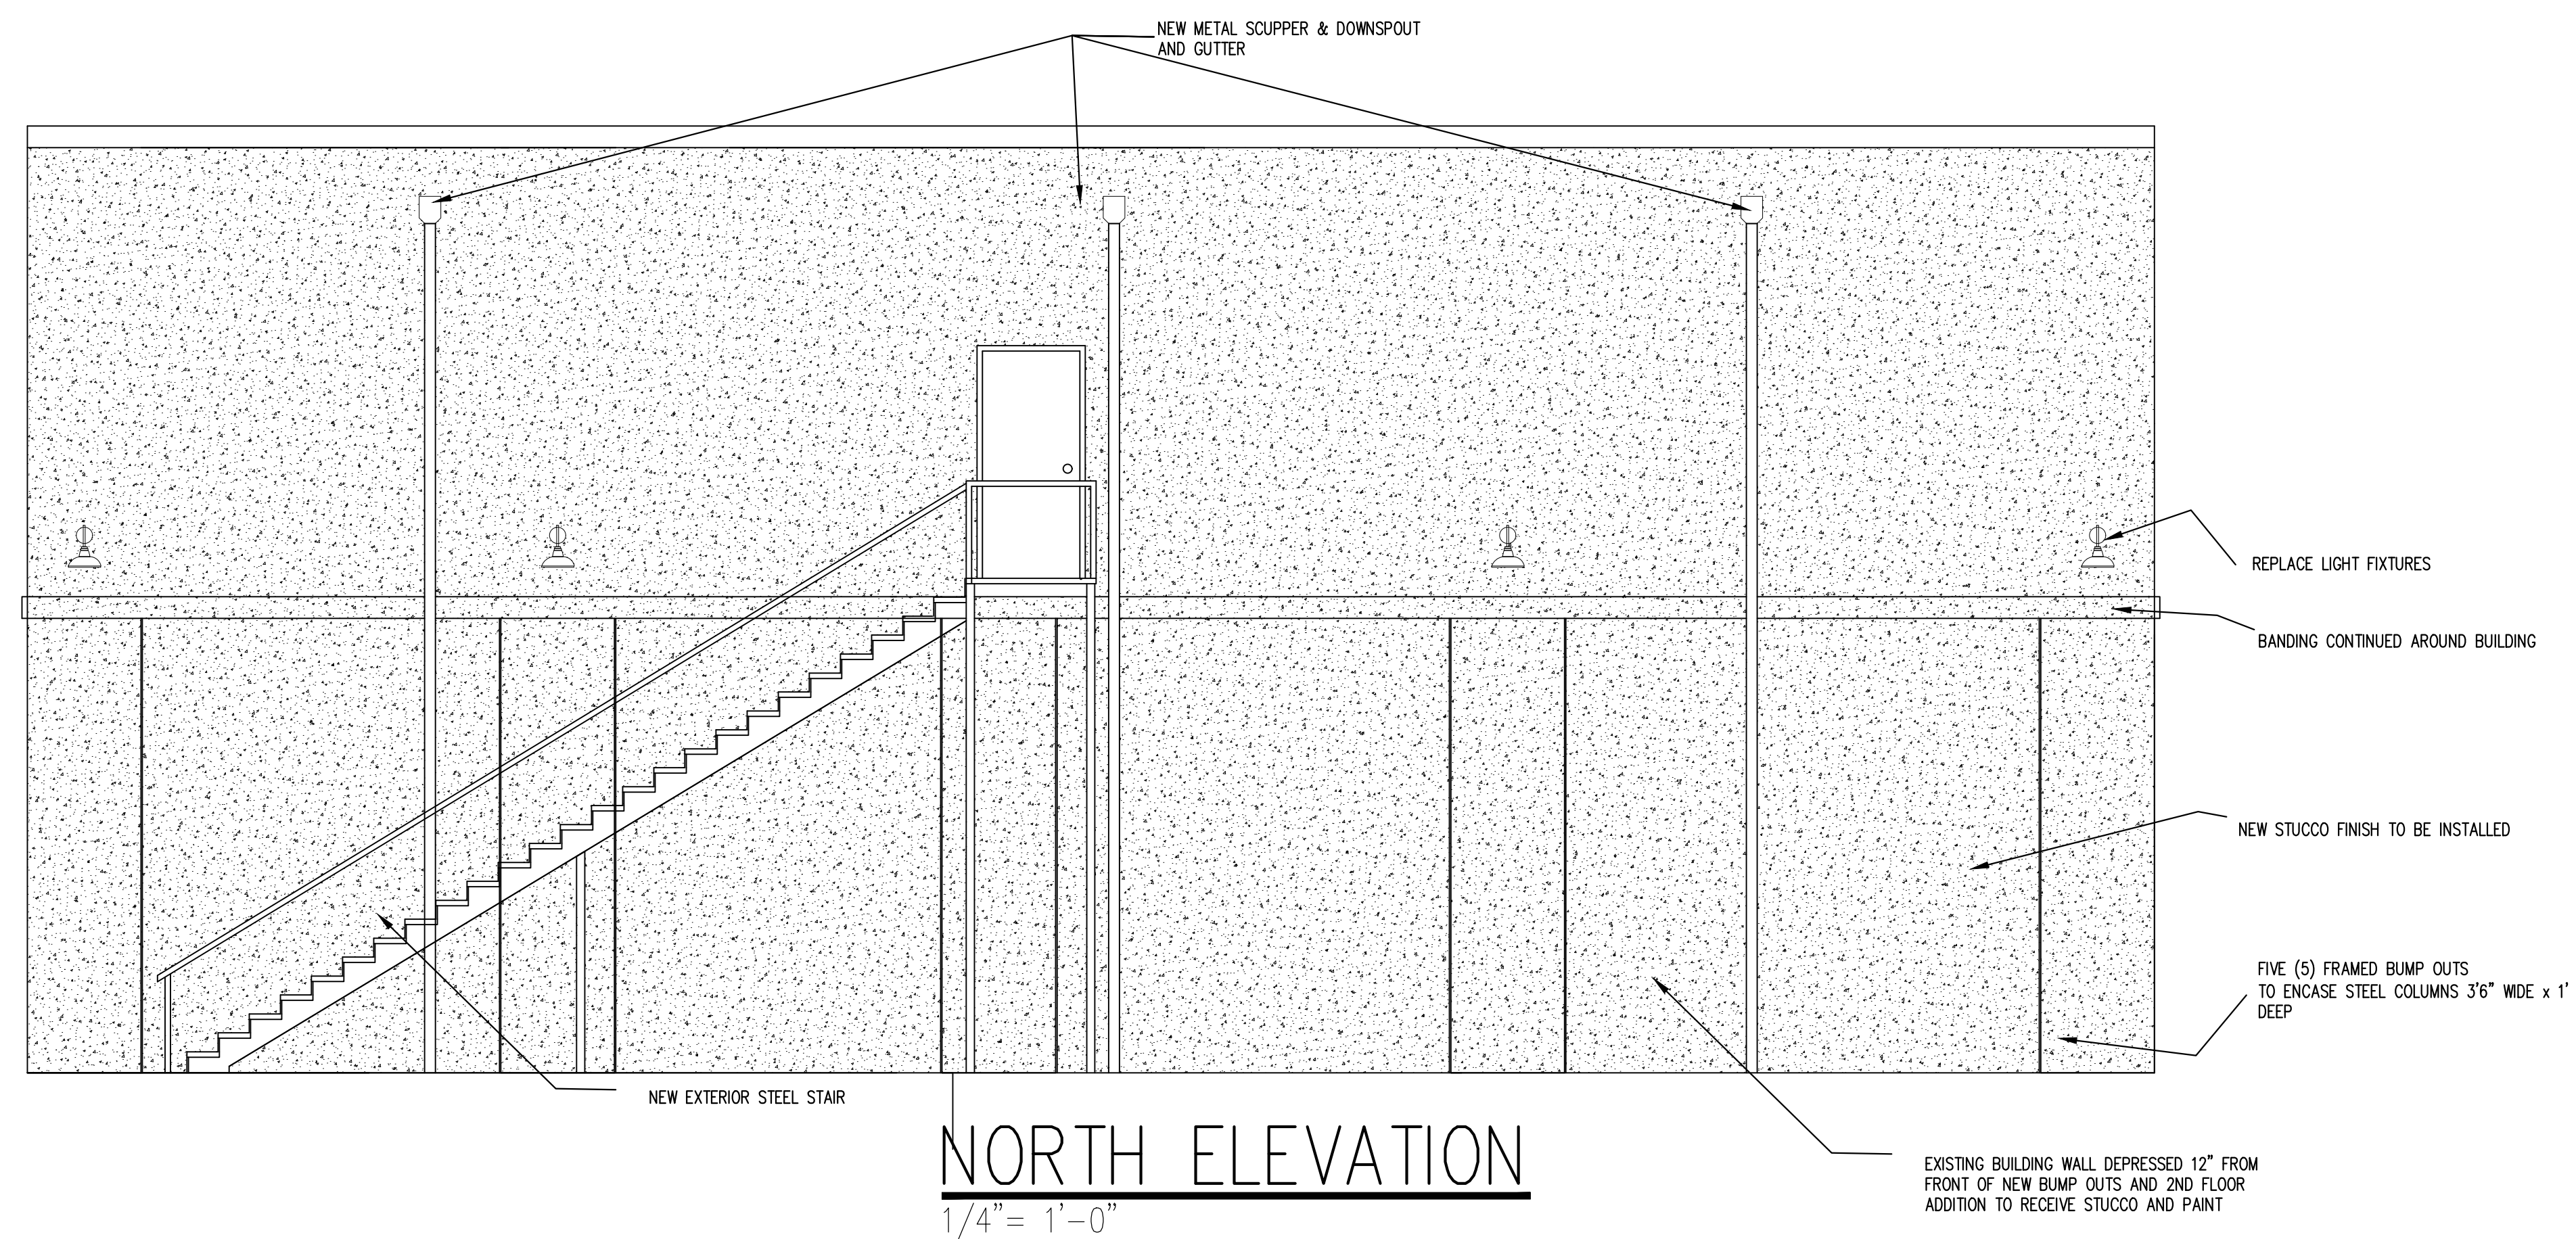 NEW METAL SCUPPER & DOWNSPOUT
AND GUTTER
REPLACE LIGHT FIXTURES
BANDING CONTINUED AROUND BUILDING
NEW STUCCO FINISH TO BE INSTALLED
FIVE (5) FRAMED BUMP OUTS
TO ENCASE STEEL COLUMNS 3'6" WIDE x 1'
DEEP
NEW EXTERIOR STEEL STAIR
EXISTING BUILDING WALL DEPRESSED 12" FROM
FRONT OF NEW BUMP OUTS AND 2ND FLOOR
ADDITION TO RECEIVE STUCCO AND PAINT
NORTH ELEVATION
1/4"= 1'-0"